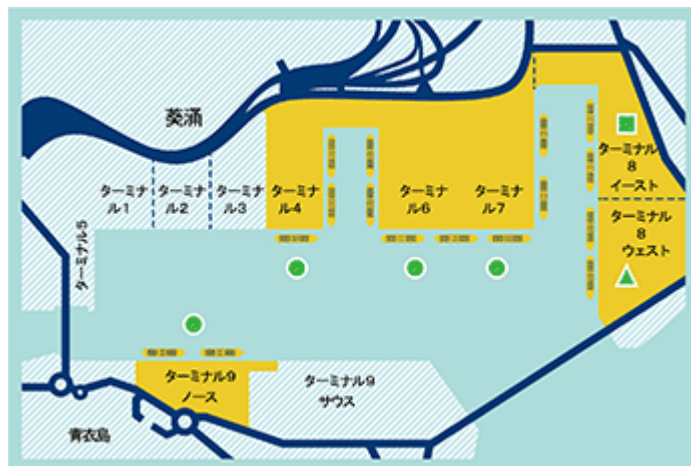 葵涌
ターミナ
ル1
ターミナ
ル2
ターミナ
ル3
ターミナ
ル4
ターミナ
ル6
ターミナ
ル7
ターミナル
8
イースト
ターミナル
8
ウェスト
ターミナル5
ターミナル9
ノース
ターミナル9
サウス
青衣島